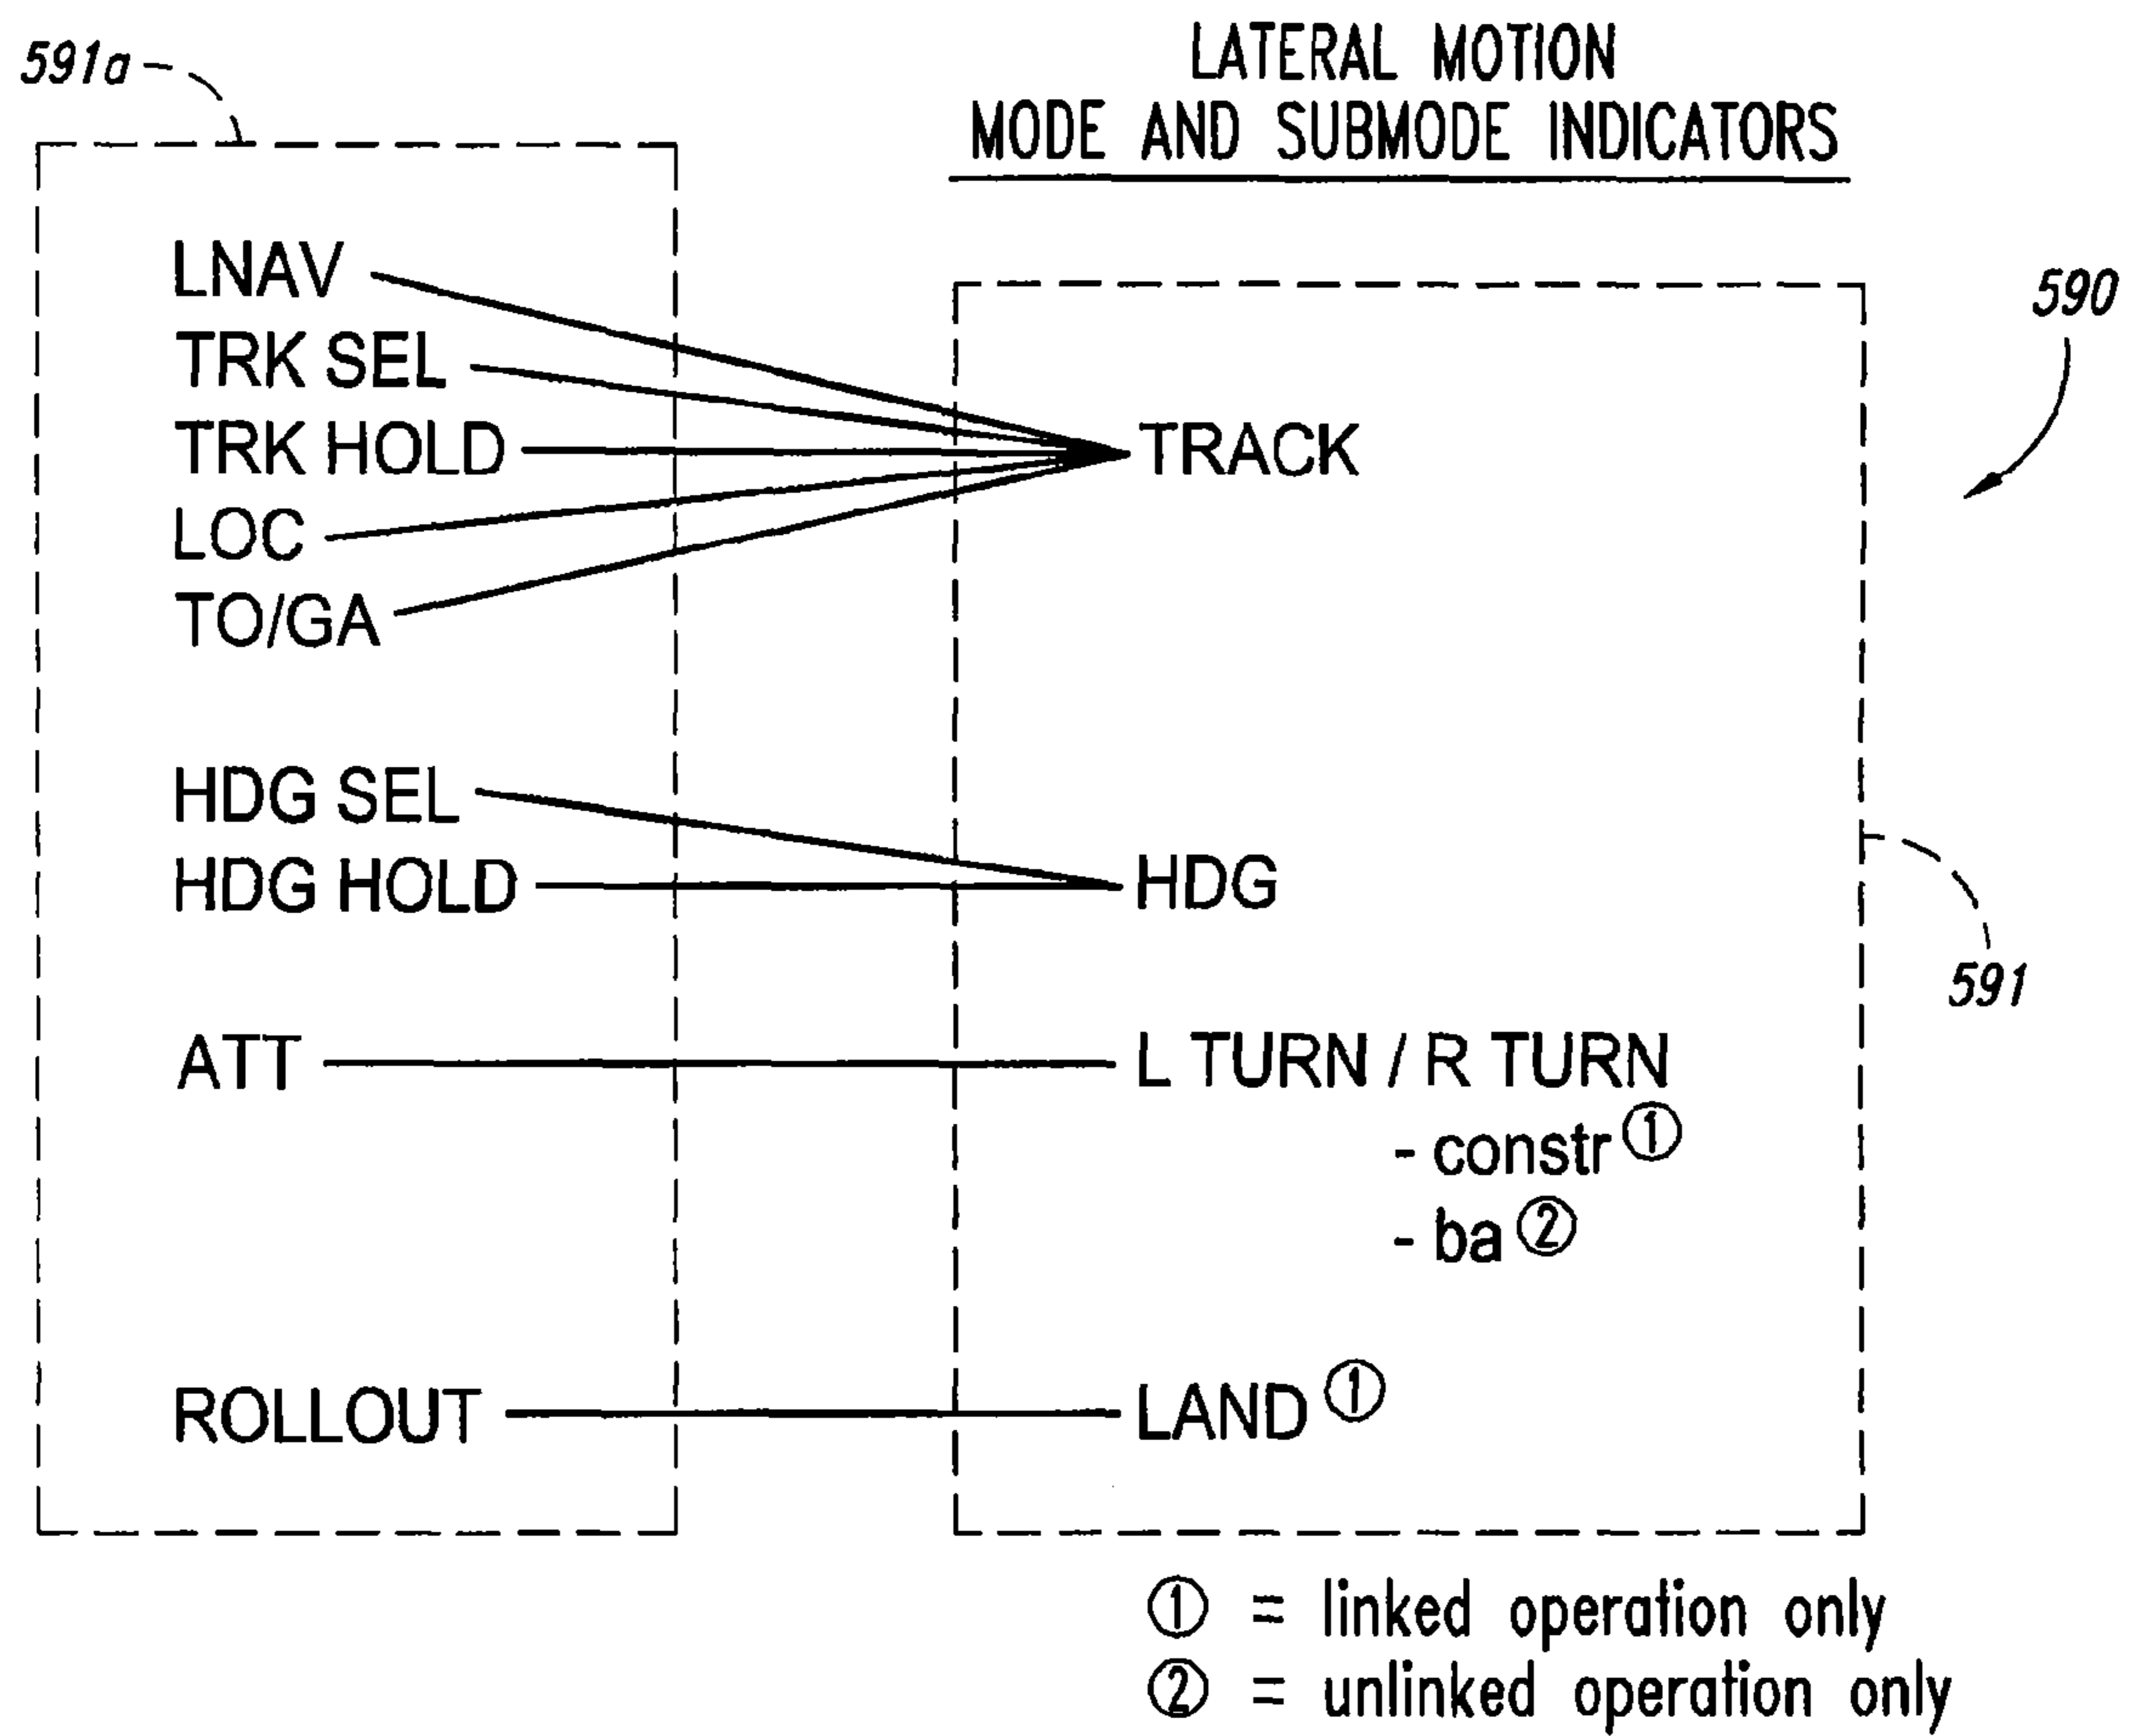 591a
LATERAL MOTION
MODE AND SUBMODE INDICATORS
LNAV
TRK SEL
TRK HOLD
LOC
TO/GA
TRACK
590
HDG SEL
HDG HOLD
HDG
591
ATT
L TURN / R TURN
- constr ①
- ba ②
ROLLOUT
LAND ①
① = linked operation only
② = unlinked operation only